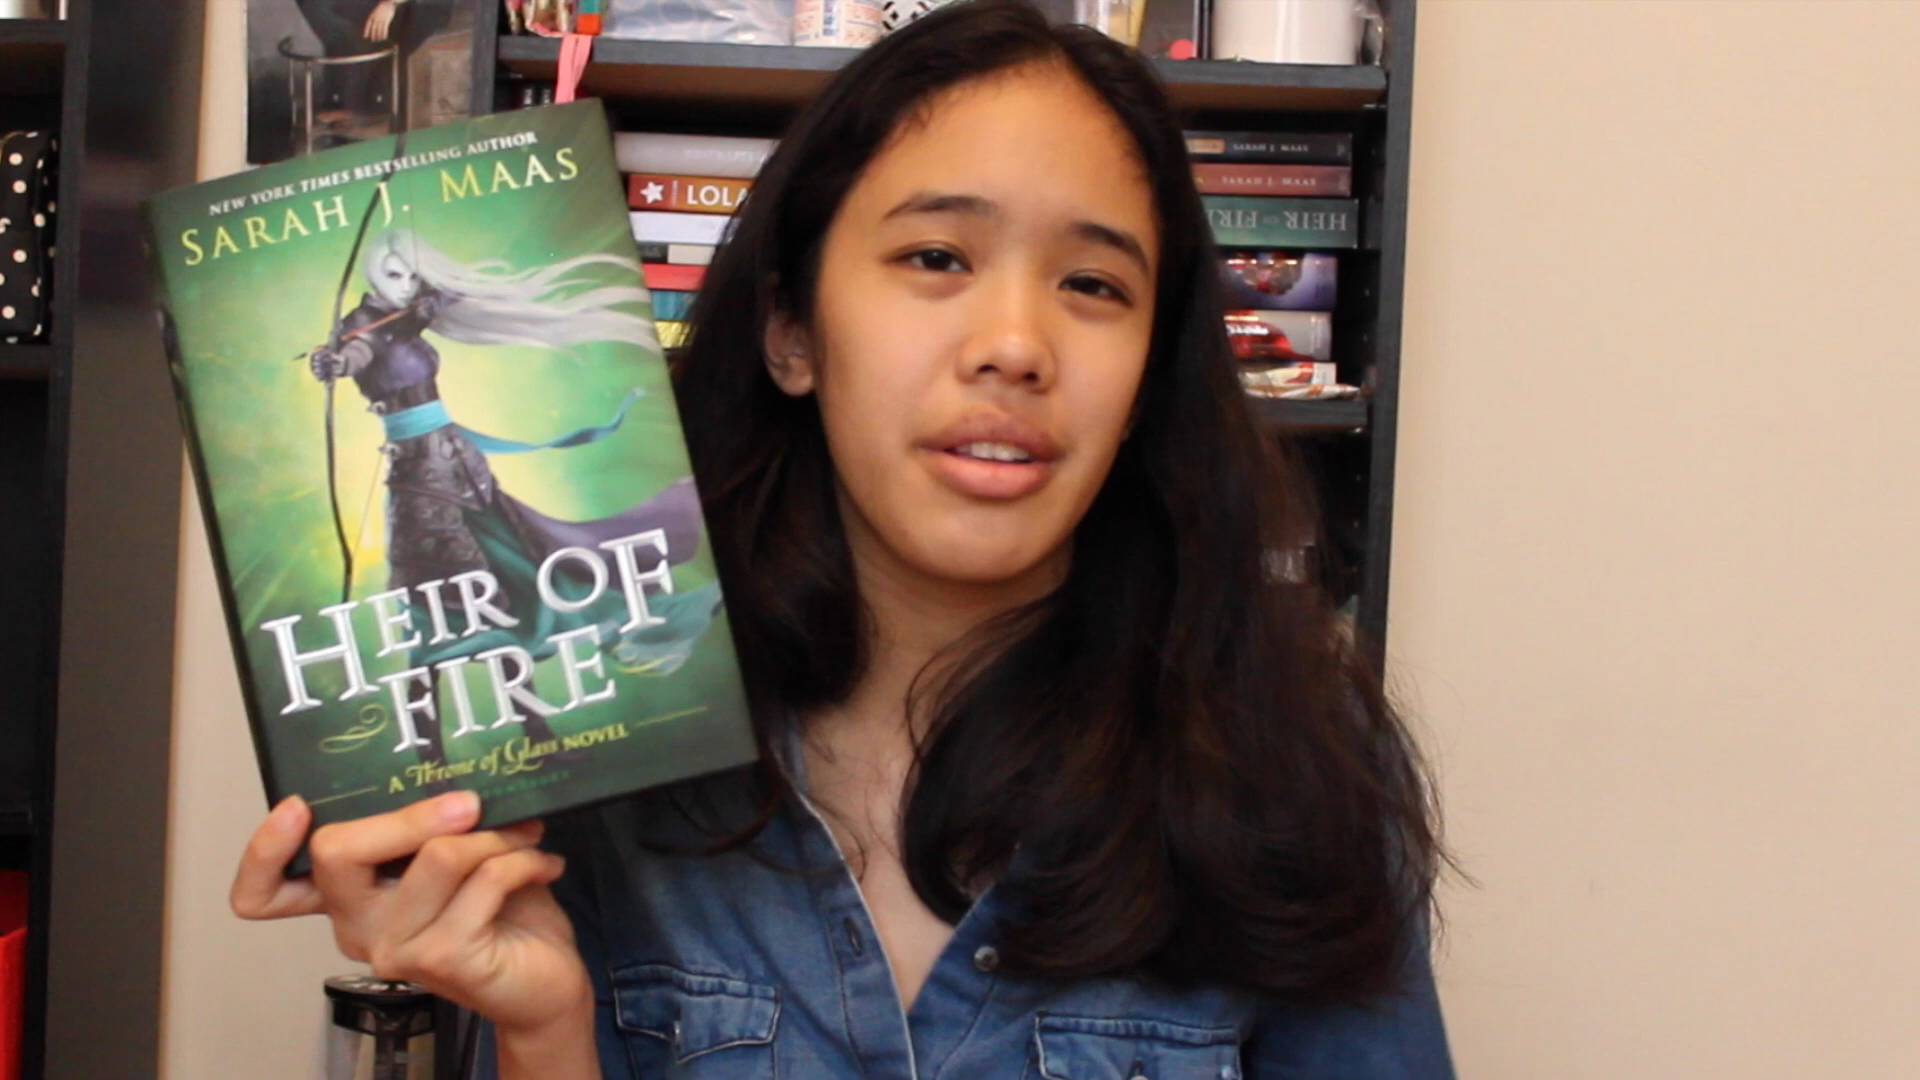 NEW YORK TIMES BESTSELLING AUTHOR
SARAH J. MAAS
HEIR OF
FIRE
A Throne of Glass NOVEL
LOLA
SARAH J. MAAS
SARAH J. MAAS
HEIR OF FIRE